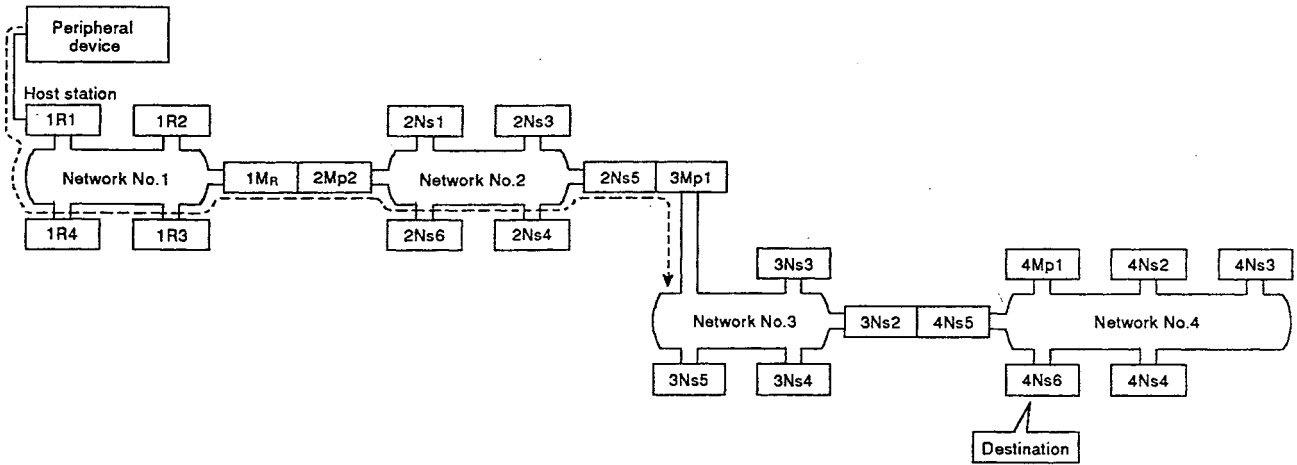 Peripheral
device
Host station
1R1
1R2
2Ns1
2Ns3
Network No.1
1MR
2Mp2
Network No.2
2Ns5
3Mp1
1R4
1R3
2Ns6
2Ns4
3Ns3
4Mp1
4Ns2
4Ns3
Network No.3
3Ns2
4Ns5
Network No.4
3Ns5
3Ns4
4Ns6
4Ns4
Destination